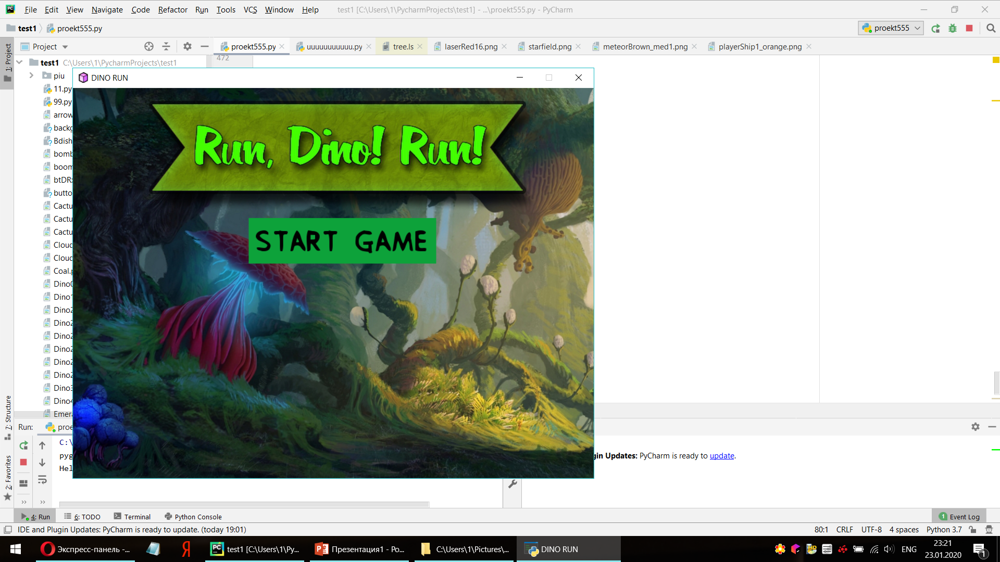 File Edit View Navigate Code Refactor Run Tools VCS Window Help test1 [C:\Users\1\PycharmProjects\test1] - ...\proekt555.py - PyCharm
test1 proekt555.py proekt555
1: Project Project proekt555.py uuuuuuuuuuu.py tree.ls laserRed16.png starfield.png meteorBrown_med1.png playerShip1_orange.png
test1 C:\Users\1\PycharmProjects\test1 472
piu DINO RUN
11.py
99.py
arrow
backg
Bdish
bomb
boom
btDR
butto
Cactu
Cactu
Cactu
Cloud
Cloud
Coal.
Dino0
Dino1
Dino2
Dino2
Dino2
Dino2
Dino2
Dino2
Dino3
Dino4
Emera
Run, Dino! Run!
START GAME
7: Structure
2: Favorites
Run: proe
C:\
pyg
Hel
gin Updates: PyCharm is ready to update.
4: Run 6: TODO Terminal Python Console 1 Event Log
IDE and Plugin Updates: PyCharm is ready to update. (today 19:01) 80:1 CRLF UTF-8 4 spaces Python 3.7
Экспресс-панель -... Я test1 [C:\Users\1\Py... Презентация1 - Po... C:\Users\1\Pictures\... DINO RUN ENG 23:21
23.01.2020 1